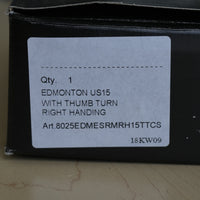 Qty. 1
EDMONTON US15
WITH THUMB TURN
RIGHT HANDING
Art.8025EDMESRMRH15TTCS
18KW09